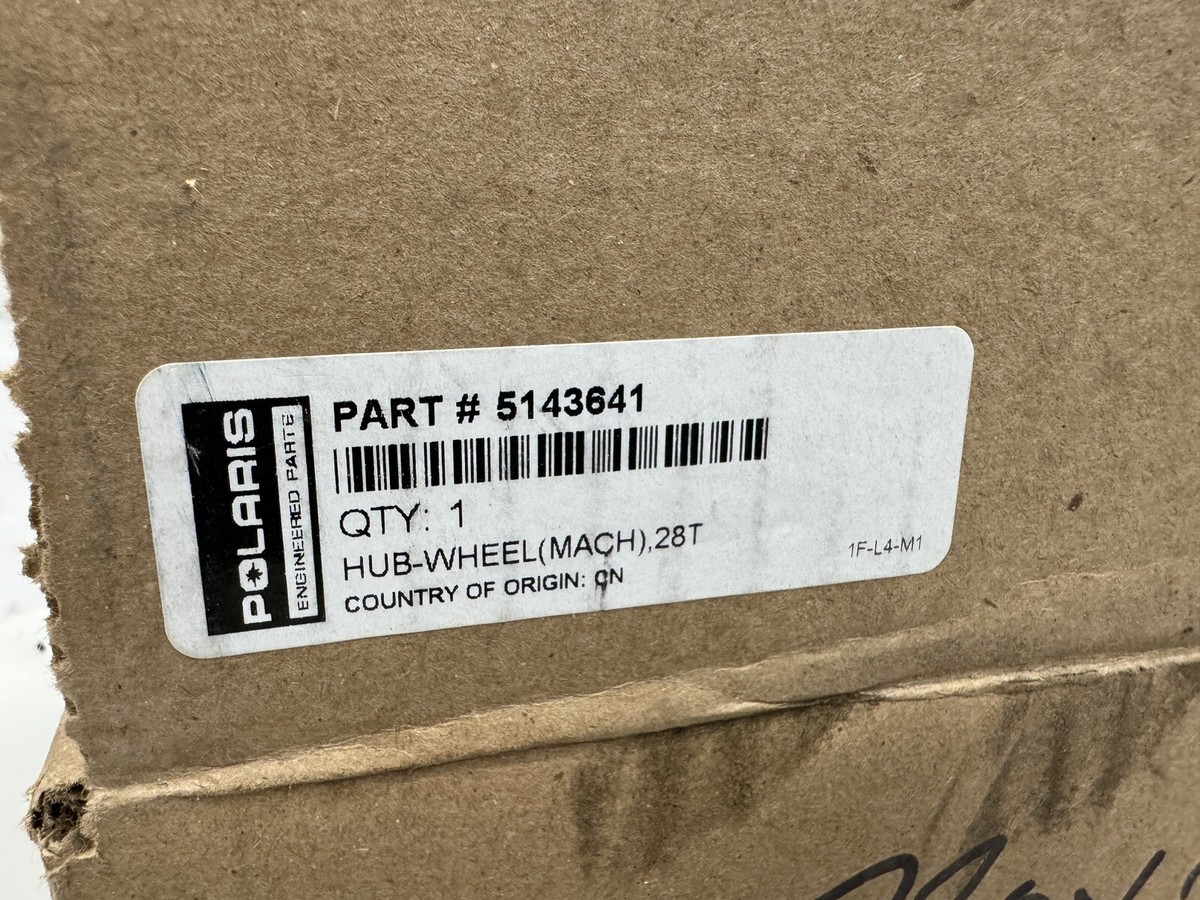 POLARIS
ENGINEERED PARTS
PART # 5143641
QTY: 1
HUB-WHEEL(MACH),28T
COUNTRY OF ORIGIN: CN
1F-L4-M1